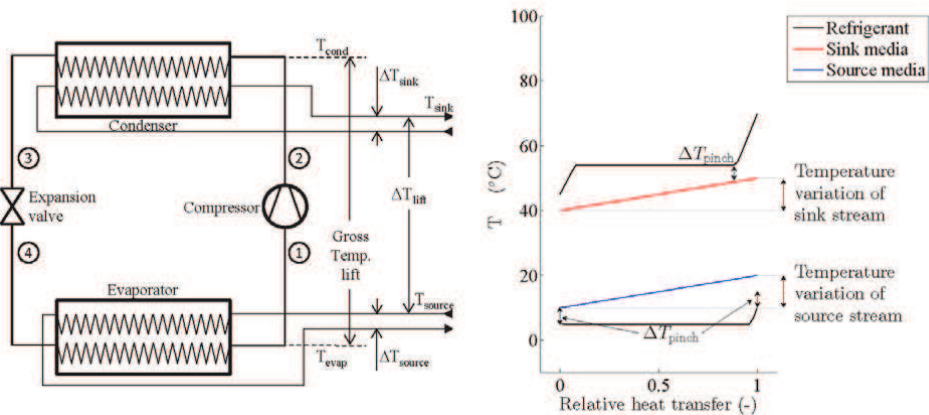 T_cond
ΔT_sink
T_sink
Condenser
3
2
Expansion
valve
Compressor
ΔT_lift
4
1
Gross
Temp.
lift
Evaporator
T_source
T_evap
ΔT_source
100
80
60
40
20
0
T (°C)
Refrigerant
Sink media
Source media
ΔT_pinch
Temperature
variation of
sink stream
Temperature
variation of
source stream
ΔT_pinch
0
0.5
1
Relative heat transfer (-)